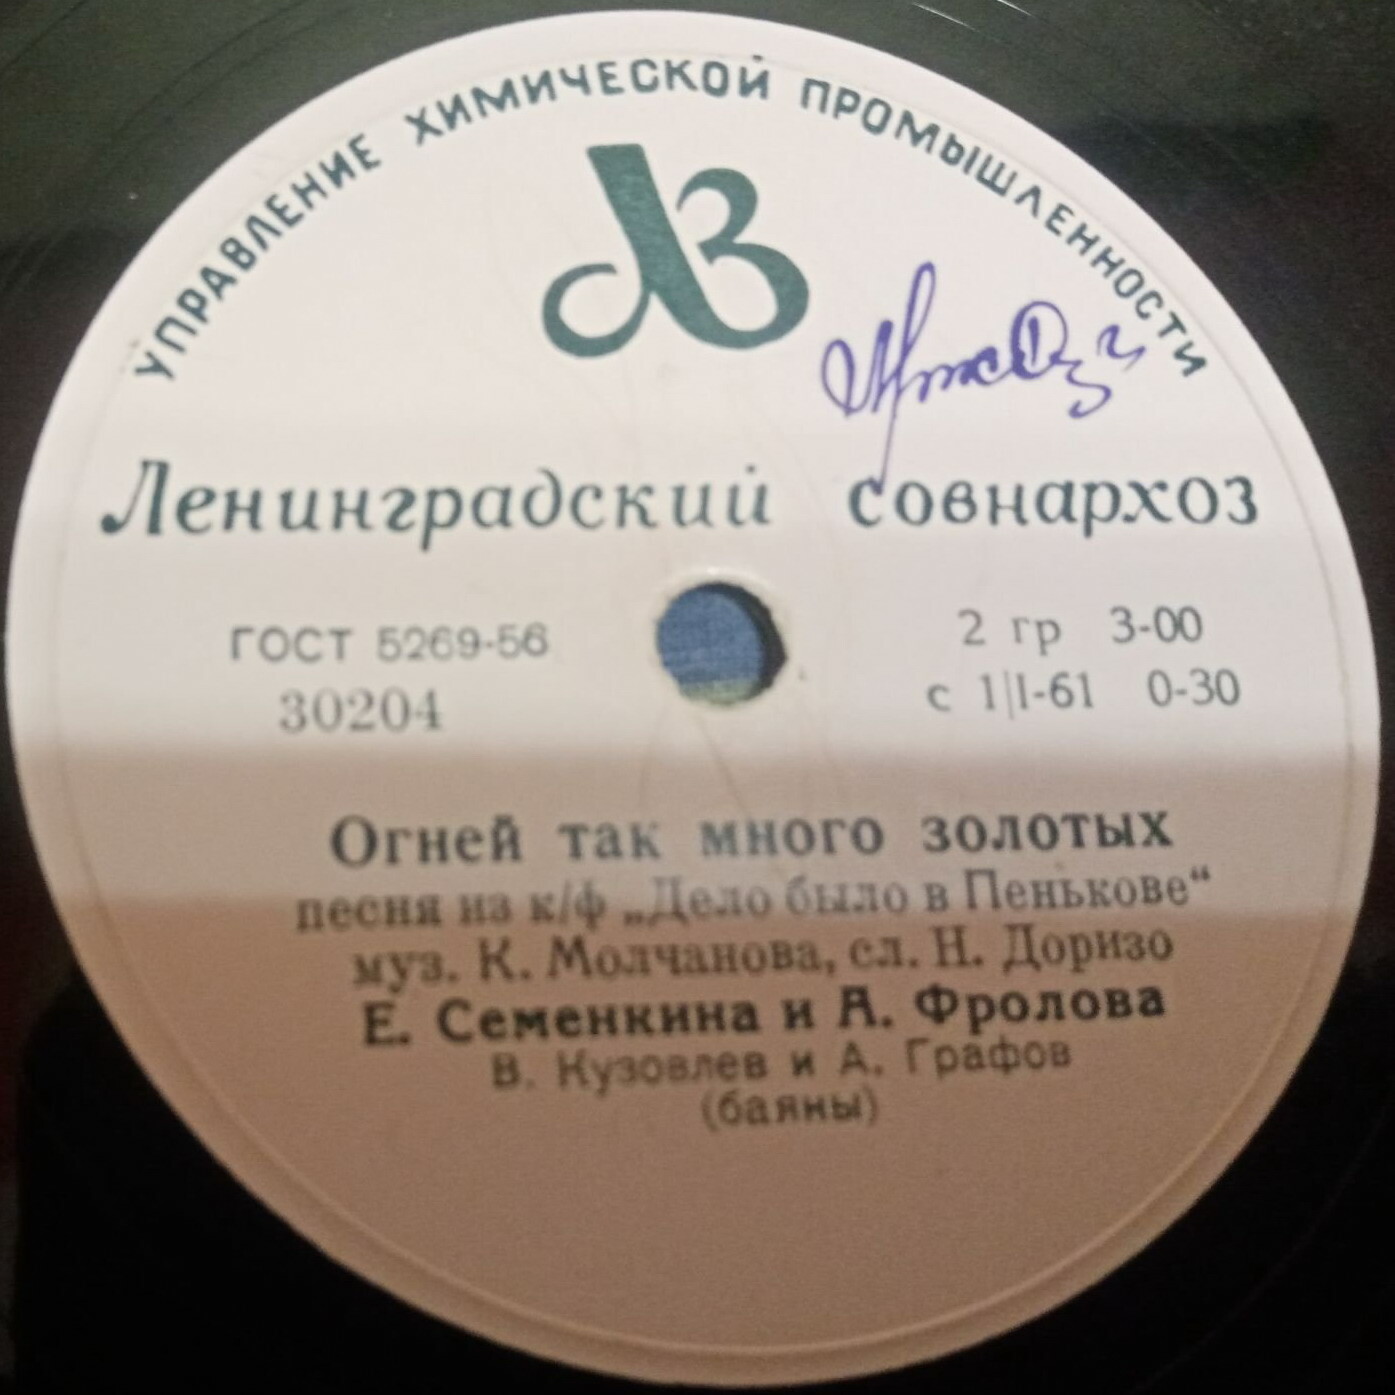 УПРАВЛЕНИЕ ХИМИЧЕСКОЙ ПРОМЫШЛЕННОСТИ
ЛЗ
Ленинградский совнархоз
ГОСТ 5269-56
30204
2 гр 3-00
с 1|I-61 0-30
Огней так много золотых
песня из к/ф „Дело было в Пенькове“
муз. К. Молчанова, сл. Н. Доризо
Е. Семенкина и А. Фролова
В. Кузовлев и А. Графов
(баяны)